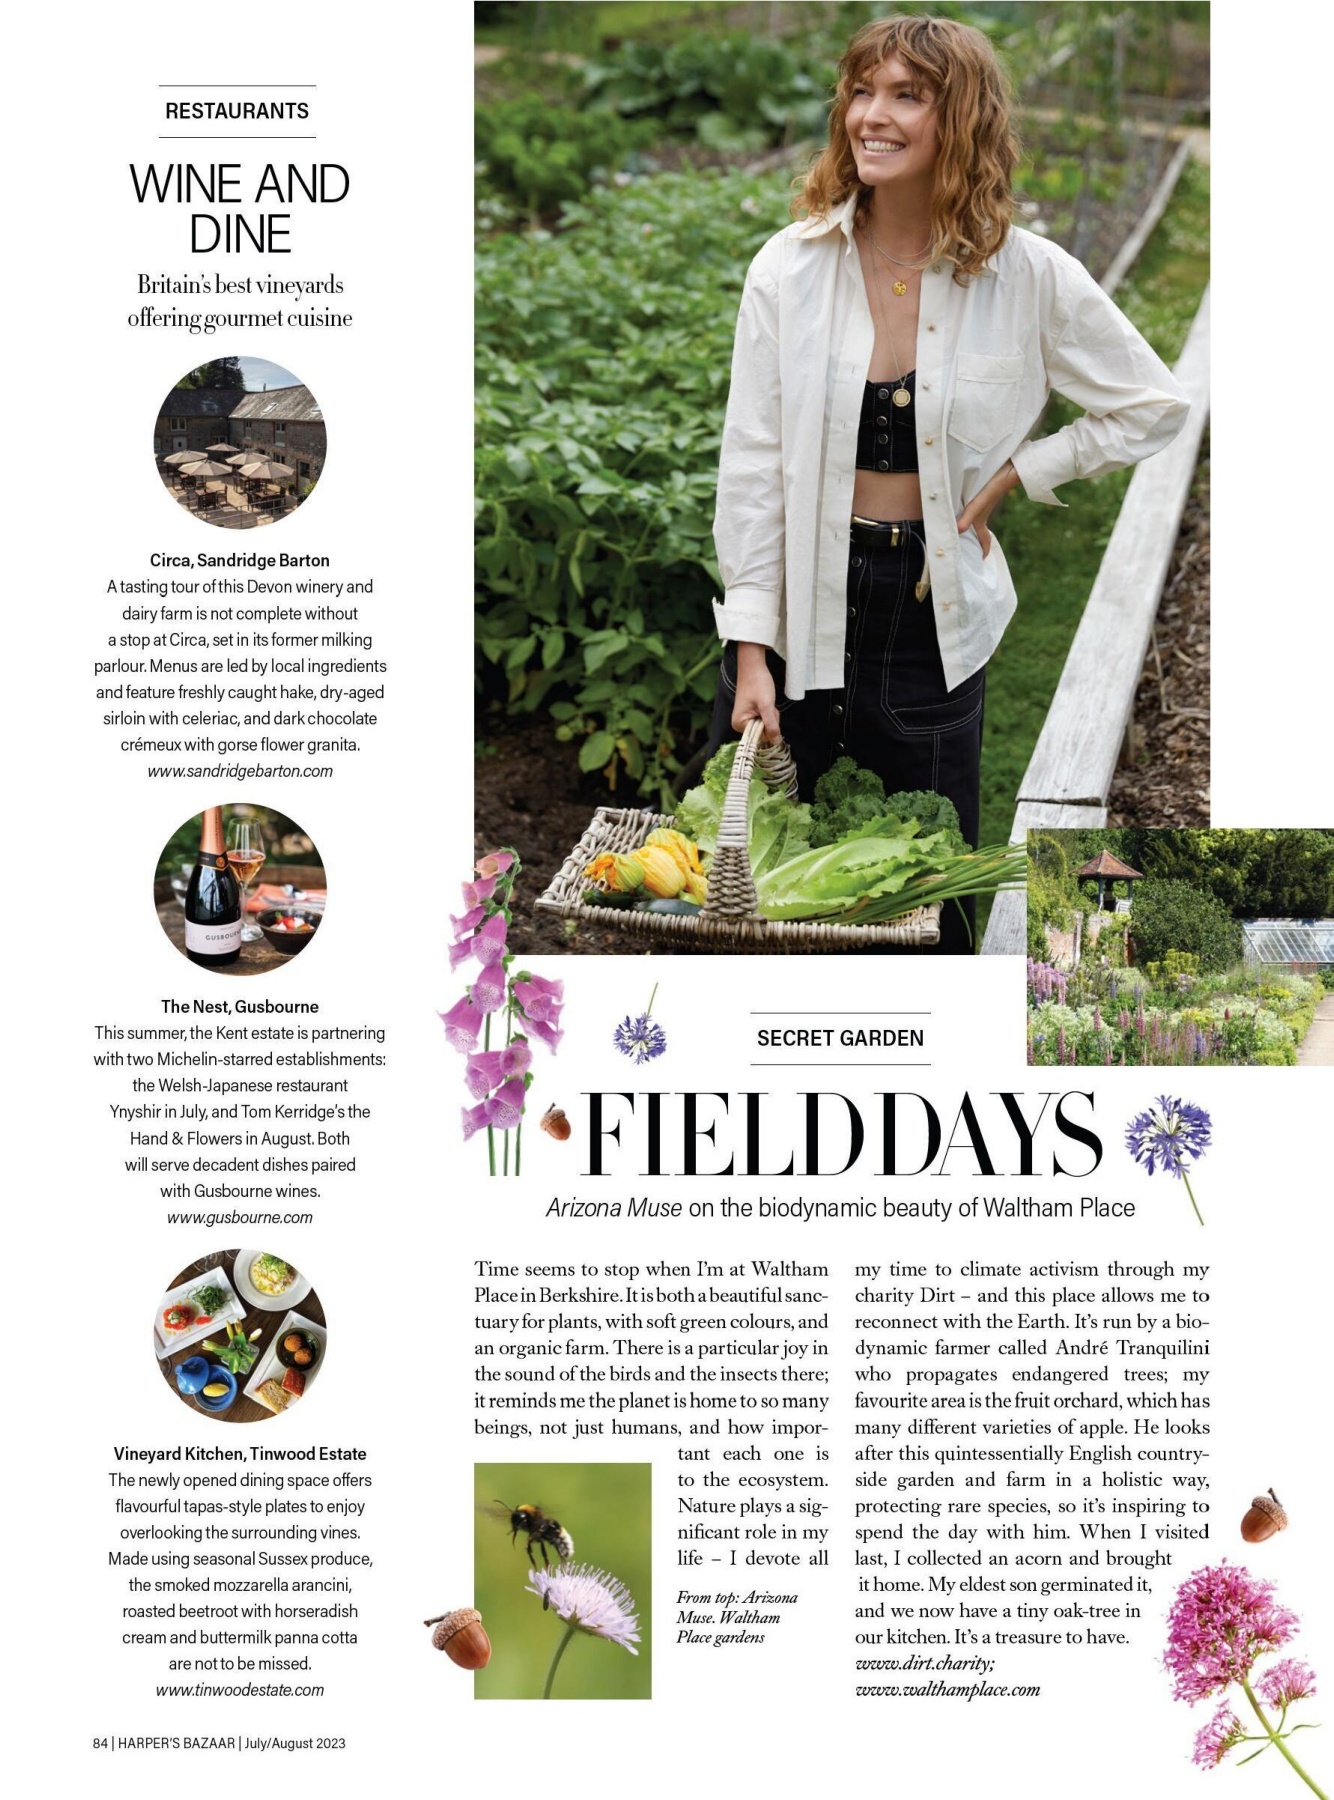 RESTAURANTS
WINE AND
DINE
Britain's best vineyards
offering gourmet cuisine
Circa, Sandridge Barton
A tasting tour of this Devon winery and
dairy farm is not complete without
a stop at Circa, set in its former milking
parlour. Menus are led by local ingredients
and feature freshly caught hake, dry-aged
sirloin with celeriac, and dark chocolate
crémeux with gorse flower granita.
www.sandridgebarton.com
GUSBOURNE
The Nest, Gusbourne
This summer, the Kent estate is partnering
with two Michelin-starred establishments:
the Welsh-Japanese restaurant
Ynyshir in July, and Tom Kerridge's the
Hand & Flowers in August. Both
will serve decadent dishes paired
with Gusbourne wines.
www.gusbourne.com
Vineyard Kitchen, Tinwood Estate
The newly opened dining space offers
flavourful tapas-style plates to enjoy
overlooking the surrounding vines.
Made using seasonal Sussex produce,
the smoked mozzarella arancini,
roasted beetroot with horseradish
cream and buttermilk panna cotta
are not to be missed.
www.tinwoodestate.com
SECRET GARDEN
FIELD DAYS
Arizona Muse on the biodynamic beauty of Waltham Place
Time seems to stop when I'm at Waltham
Place in Berkshire. It is both a beautiful sanc-
tuary for plants, with soft green colours, and
an organic farm. There is a particular joy in
the sound of the birds and the insects there;
it reminds me the planet is home to so many
beings, not just humans, and how impor-
tant each one is
to the ecosystem.
Nature plays a sig-
nificant role in my
life – I devote all
From top: Arizona
Muse. Waltham
Place gardens
my time to climate activism through my
charity Dirt – and this place allows me to
reconnect with the Earth. It's run by a bio-
dynamic farmer called André Tranquilini
who propagates endangered trees; my
favourite area is the fruit orchard, which has
many different varieties of apple. He looks
after this quintessentially English country-
side garden and farm in a holistic way,
protecting rare species, so it's inspiring to
spend the day with him. When I visited
last, I collected an acorn and brought
it home. My eldest son germinated it,
and we now have a tiny oak-tree in
our kitchen. It's a treasure to have.
www.dirt.charity;
www.walthamplace.com
84 | HARPER'S BAZAAR | July/August 2023